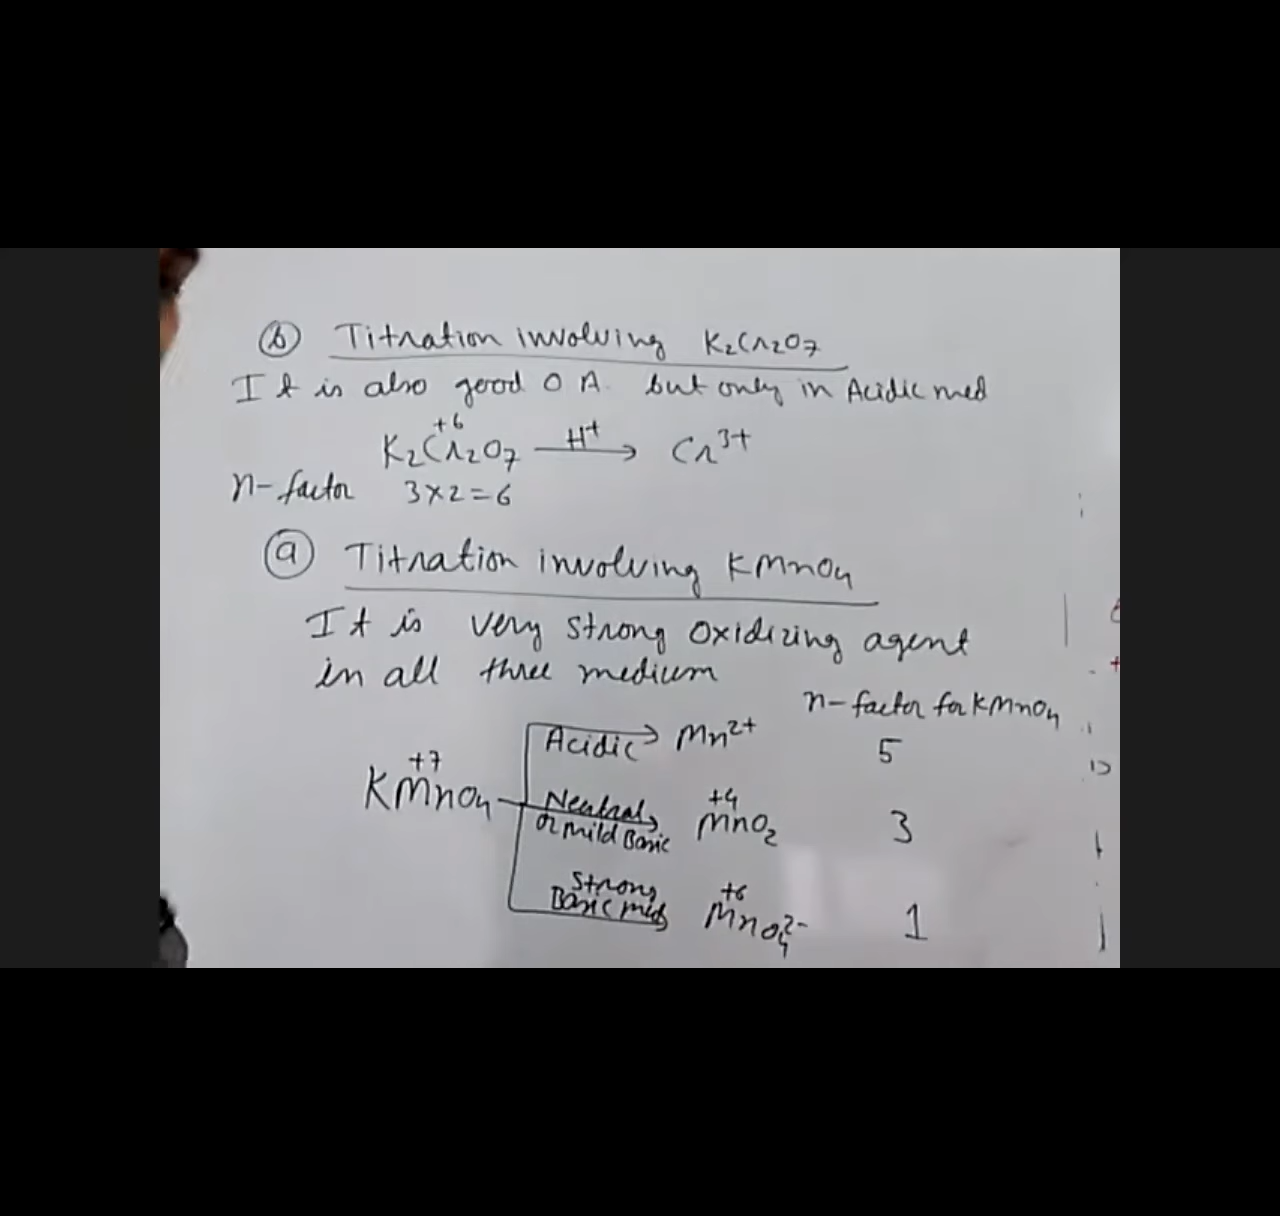 (b) Titration involving K2Cr2O7
It is also good O A. but only in Acidic med
K2Cr2O7 +6 H+ → Cr3+
n-factor 3×2=6
(a) Titration involving KMnO4
It is very strong oxidizing agent
in all three medium
n-factor for KMnO4
Acidic → Mn2+ 5
KMnO4 +7
Neutral or mild Basic → MnO2 +4 3
Strong Basic med → MnO4 2- +6 1